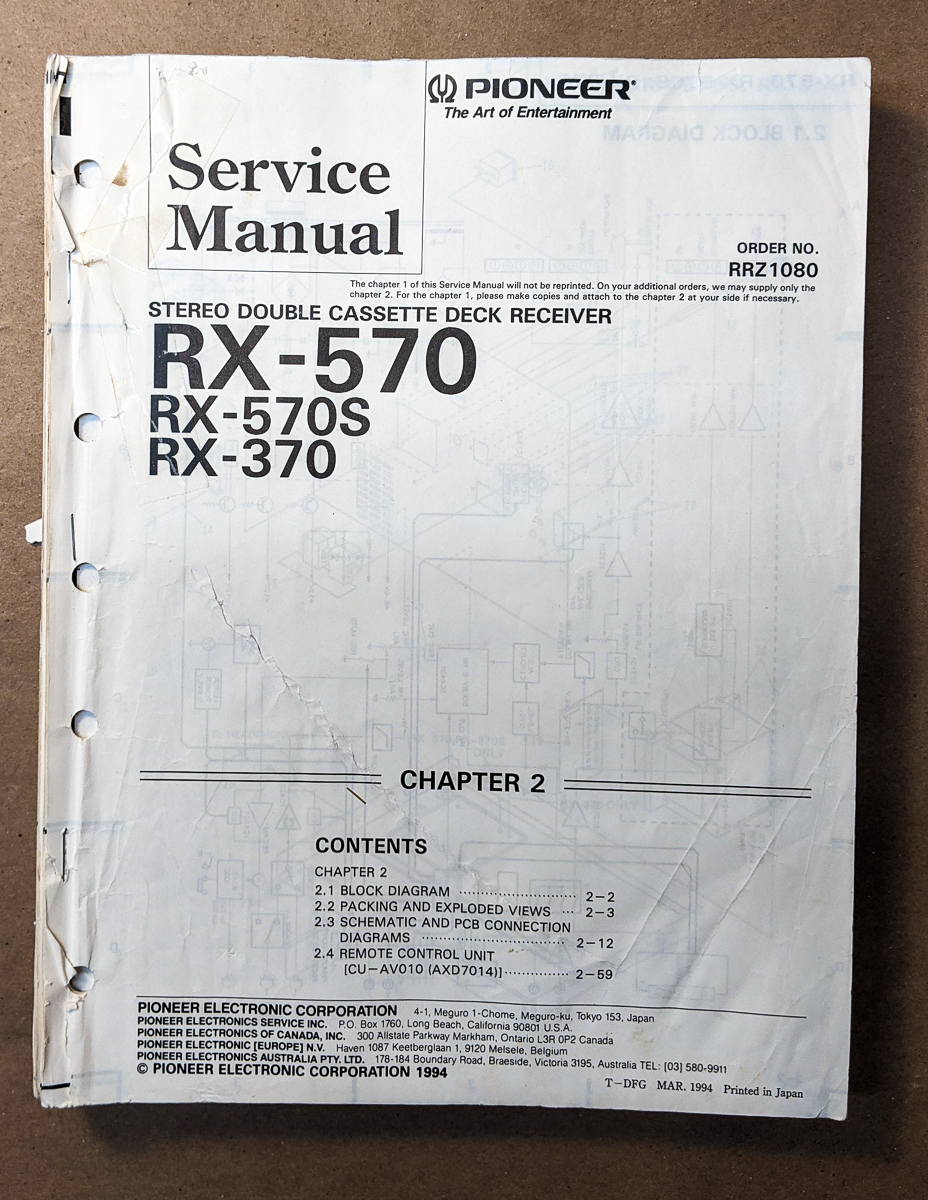 PIONEER®
The Art of Entertainment
Service
Manual
ORDER NO.
RRZ1080
The chapter 1 of this Service Manual will not be reprinted. On your additional orders, we may supply only the
chapter 2. For the chapter 1, please make copies and attach to the chapter 2 at your side if necessary.
STEREO DOUBLE CASSETTE DECK RECEIVER
RX-570
RX-570S
RX-370
2.1 BLOCK DIAGRAM
CHAPTER 2
CONTENTS
CHAPTER 2
2.1 BLOCK DIAGRAM ........................... 2-2
2.2 PACKING AND EXPLODED VIEWS ... 2-3
2.3 SCHEMATIC AND PCB CONNECTION
DIAGRAMS ................................. 2-12
2.4 REMOTE CONTROL UNIT
[CU-AV010 (AXD7014)]............... 2-59
PIONEER ELECTRONIC CORPORATION 4-1, Meguro 1-Chome, Meguro-ku, Tokyo 153, Japan
PIONEER ELECTRONICS SERVICE INC. P.O. Box 1760, Long Beach, California 90801 U.S.A.
PIONEER ELECTRONICS OF CANADA, INC. 300 Allstate Parkway Markham, Ontario L3R 0P2 Canada
PIONEER ELECTRONIC [EUROPE] N.V. Haven 1087 Keetberglaan 1, 9120 Melsele, Belgium
PIONEER ELECTRONICS AUSTRALIA PTY. LTD. 178-184 Boundary Road, Braeside, Victoria 3195, Australia TEL: [03] 580-9911
© PIONEER ELECTRONIC CORPORATION 1994
T-DFG MAR. 1994 Printed in Japan